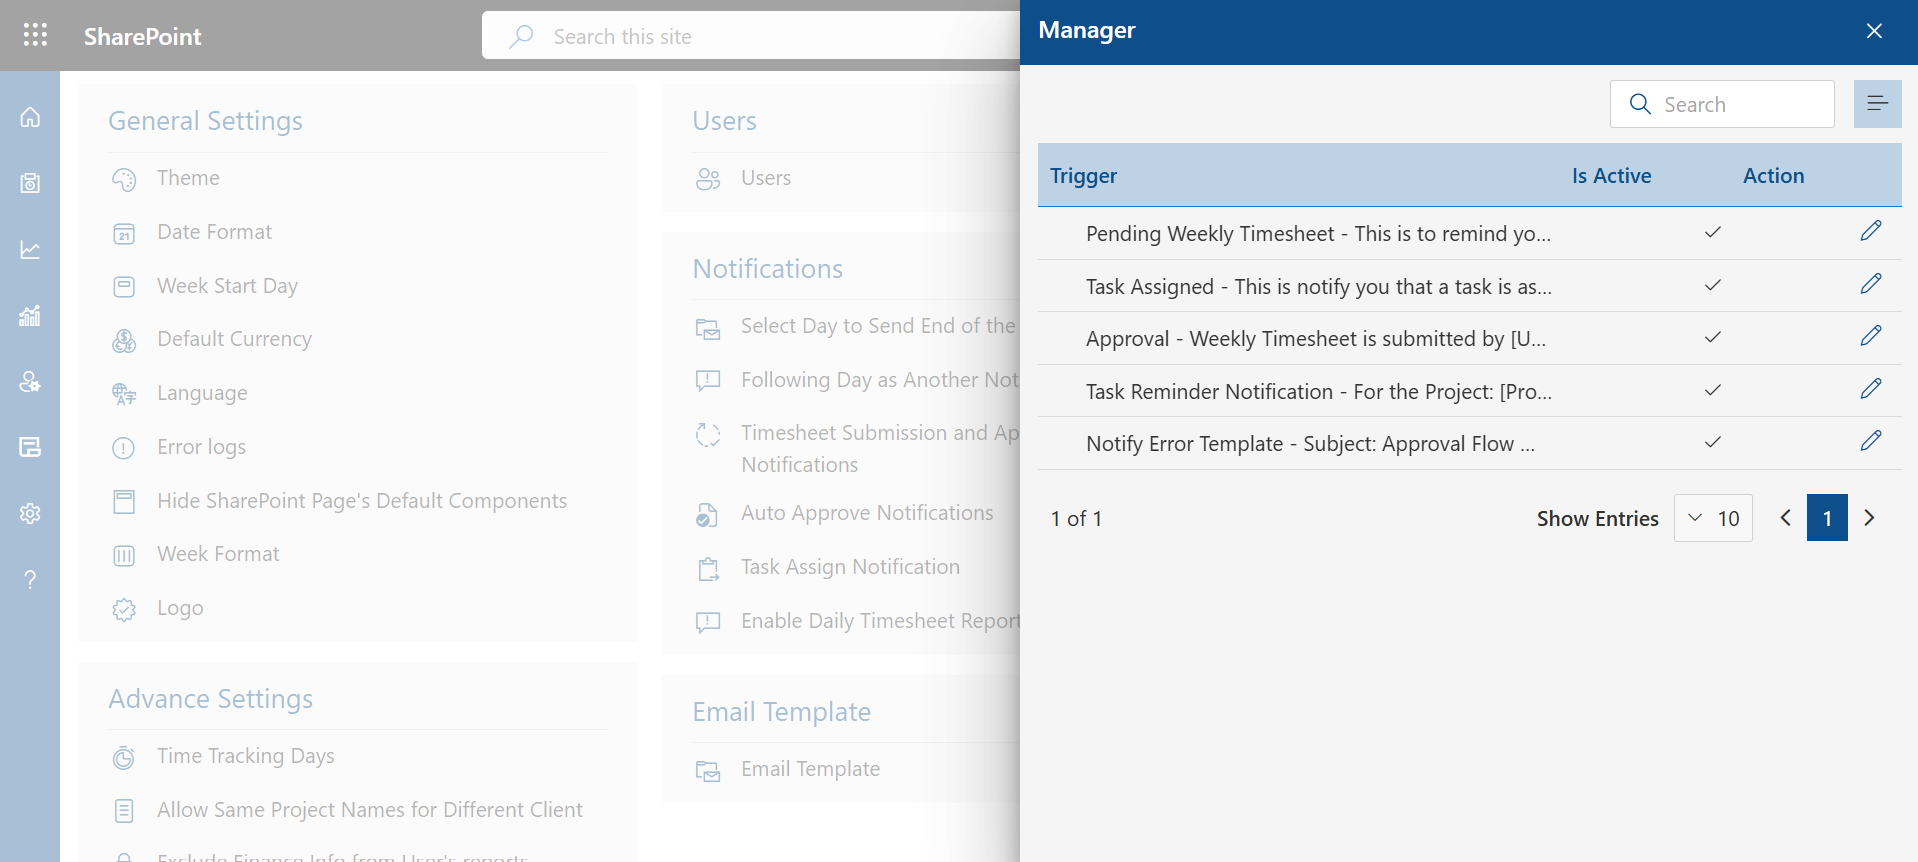 SharePoint
Search this site
General Settings
Theme
Date Format
Week Start Day
Default Currency
Language
Error logs
Hide SharePoint Page's Default Components
Week Format
Logo
Advance Settings
Time Tracking Days
Allow Same Project Names for Different Client
Exclude Finance Info from User's reports
Users
Users
Notifications
Select Day to Send End of the
Following Day as Another Not
Timesheet Submission and Ap
Notifications
Auto Approve Notifications
Task Assign Notification
Enable Daily Timesheet Report
Email Template
Email Template
Manager
Search
Trigger Is Active Action
Pending Weekly Timesheet - This is to remind yo...
Task Assigned - This is notify you that a task is as...
Approval - Weekly Timesheet is submitted by [U...
Task Reminder Notification - For the Project: [Pro...
Notify Error Template - Subject: Approval Flow ...
1 of 1
Show Entries 10 1